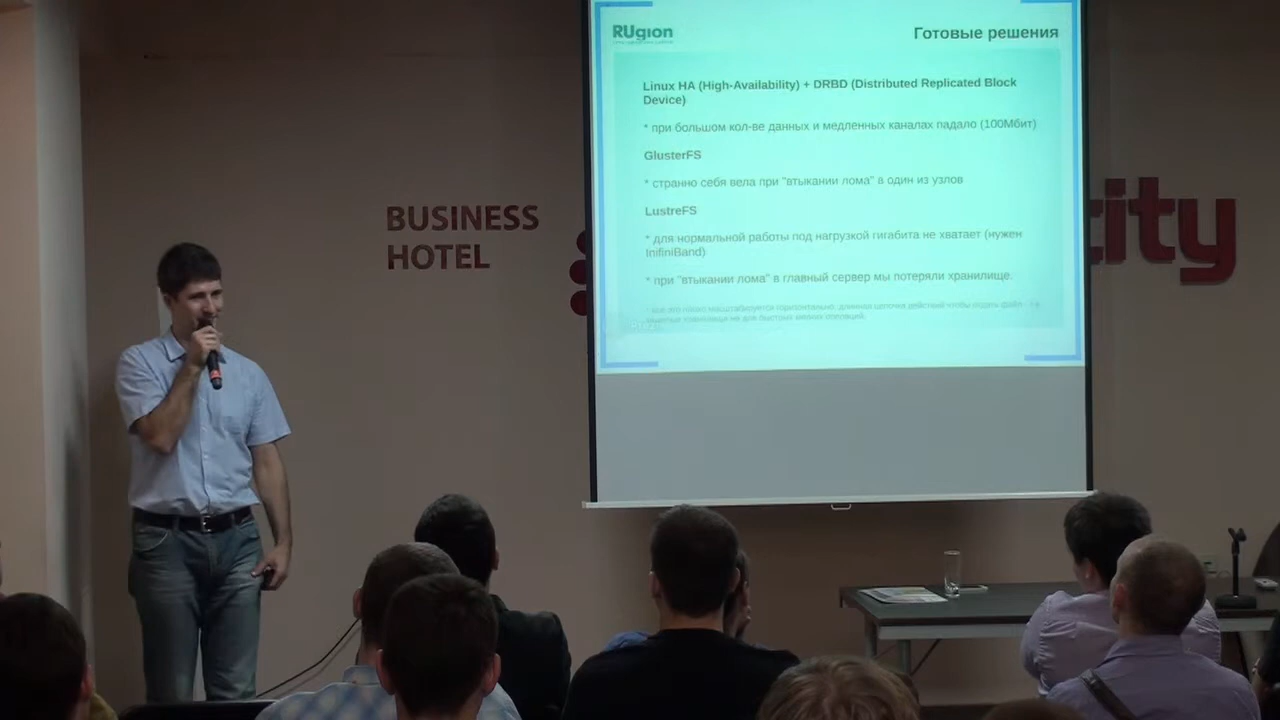 RUgion
Готовые решения
Linux HA (High-Availability) + DRBD (Distributed Replicated Block
Device)
* при большом кол-ве данных и медленных каналах падало (100Мбит)
GlusterFS
* странно себя вела при "втыкании лома" в один из узлов
LustreFS
* для нормальной работы под нагрузкой гигабита не хватает (нужен
InifiniBand)
* при "втыкании лома" в главный сервер мы потеряли хранилище.
BUSINESS
HOTEL
city